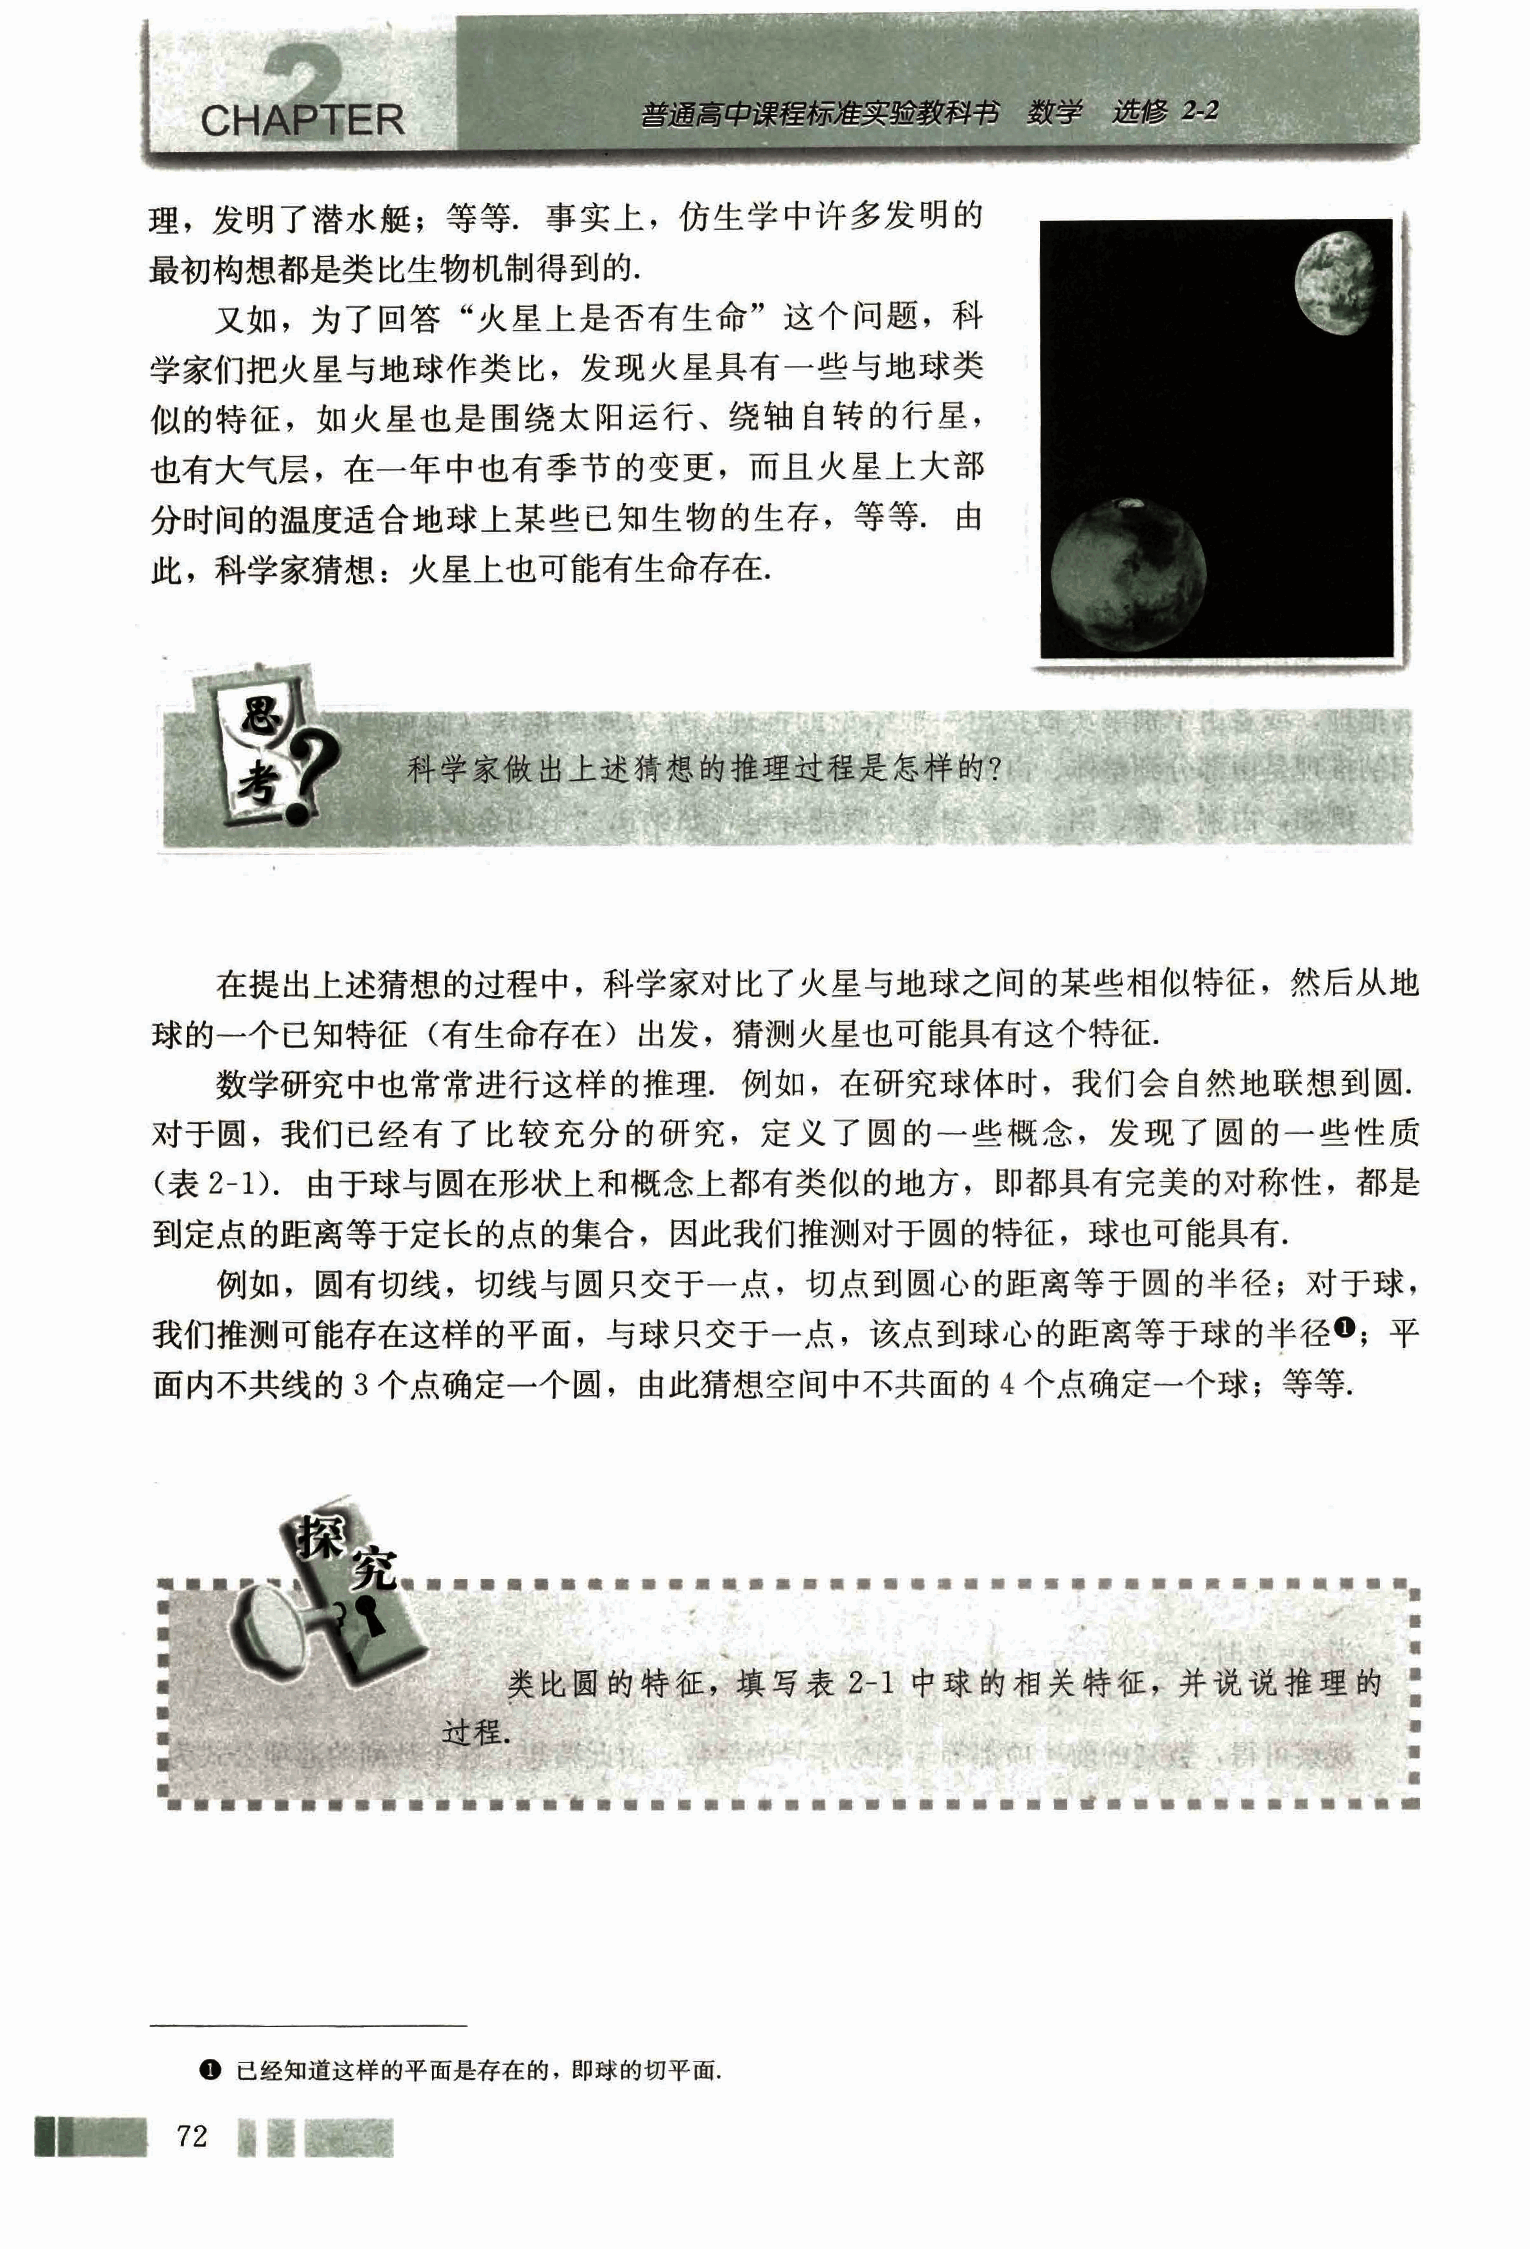 2
CHAPTER
普通高中课程标准实验教科书 数学 选修 2-2
理，发明了潜水艇；等等. 事实上，仿生学中许多发明的
最初构想都是类比生物机制得到的.
又如，为了回答“火星上是否有生命”这个问题，科
学家们把火星与地球作类比，发现火星具有一些与地球类
似的特征，如火星也是围绕太阳运行、绕轴自转的行星，
也有大气层，在一年中也有季节的变更，而且火星上大部
分时间的温度适合地球上某些已知生物的生存，等等. 由
此，科学家猜想：火星上也可能有生命存在.
思考?
科学家做出上述猜想的推理过程是怎样的?
在提出上述猜想的过程中，科学家对比了火星与地球之间的某些相似特征，然后从地
球的一个已知特征（有生命存在）出发，猜测火星也可能具有这个特征.
数学研究中也常常进行这样的推理. 例如，在研究球体时，我们会自然地联想到圆.
对于圆，我们已经有了比较充分的研究，定义了圆的一些概念，发现了圆的一些性质
(表 2-1). 由于球与圆在形状上和概念上都有类似的地方，即都具有完美的对称性，都是
到定点的距离等于定长的点的集合，因此我们推测对于圆的特征，球也可能具有.
例如，圆有切线，切线与圆只交于一点，切点到圆心的距离等于圆的半径；对于球，
我们推测可能存在这样的平面，与球只交于一点，该点到球心的距离等于球的半径❶；平
面内不共线的 3 个点确定一个圆，由此猜想空间中不共面的 4 个点确定一个球；等等.
探究
类比圆的特征，填写表 2-1 中球的相关特征，并说说推理的
过程.
❶ 已经知道这样的平面是存在的，即球的切平面.
72